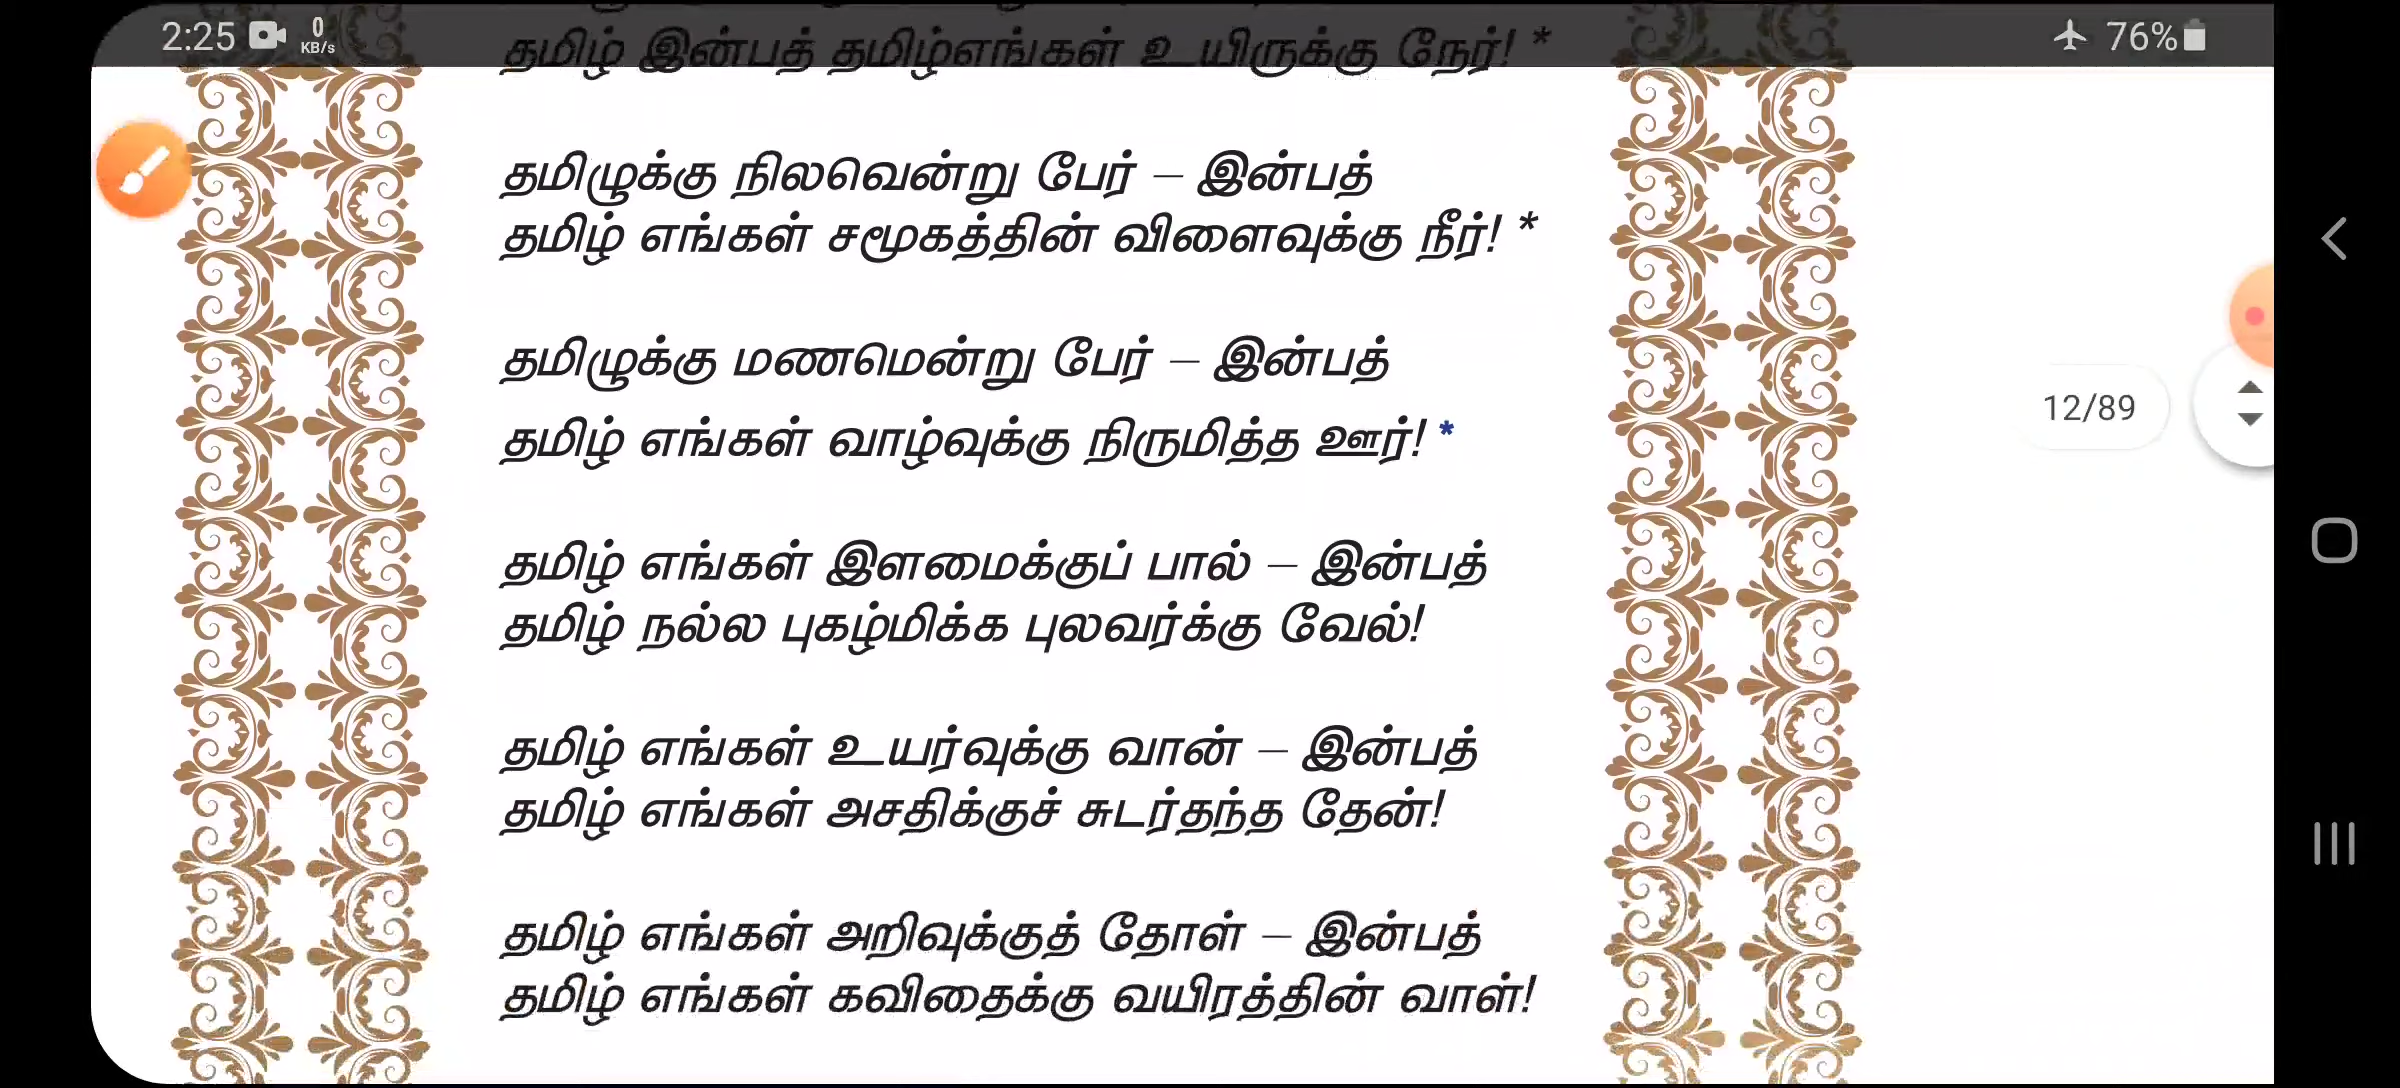 2:25 0 KB/s 76%
தமிழ் இன்பத் தமிழ்எங்கள் உயிருக்கு நேர்! *
தமிழுக்கு நிலவென்று பேர் – இன்பத்
தமிழ் எங்கள் சமூகத்தின் விளைவுக்கு நீர்! *
தமிழுக்கு மணமென்று பேர் – இன்பத்
தமிழ் எங்கள் வாழ்வுக்கு நிருமித்த ஊர்! *
12/89
தமிழ் எங்கள் இளமைக்குப் பால் – இன்பத்
தமிழ் நல்ல புகழ்மிக்க புலவர்க்கு வேல்!
தமிழ் எங்கள் உயர்வுக்கு வான் – இன்பத்
தமிழ் எங்கள் அசதிக்குச் சுடர்தந்த தேன்!
தமிழ் எங்கள் அறிவுக்குத் தோள் – இன்பத்
தமிழ் எங்கள் கவிதைக்கு வயிரத்தின் வாள்!